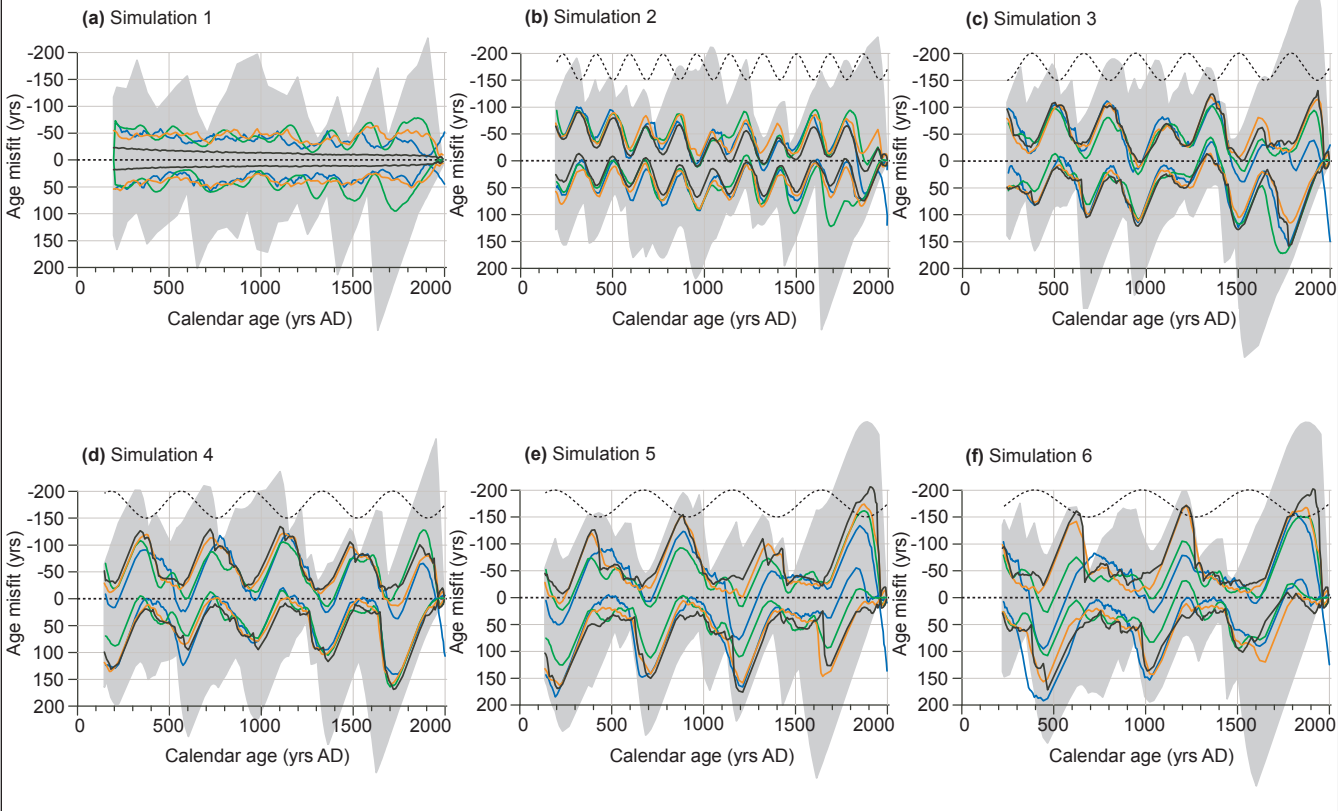 (a) Simulation 1
-200
-150
-100
-50
0
50
100
150
200
Age misfit (yrs)
0 500 1000 1500 2000
Calendar age (yrs AD)
(b) Simulation 2
-200
-150
-100
-50
0
50
100
150
200
Age misfit (yrs)
0 500 1000 1500 2000
Calendar age (yrs AD)
(c) Simulation 3
-200
-150
-100
-50
0
50
100
150
200
Age misfit (yrs)
0 500 1000 1500 2000
Calendar age (yrs AD)
(d) Simulation 4
-200
-150
-100
-50
0
50
100
150
200
Age misfit (yrs)
0 500 1000 1500 2000
Calendar age (yrs AD)
(e) Simulation 5
-200
-150
-100
-50
0
50
100
150
200
Age misfit (yrs)
0 500 1000 1500 2000
Calendar age (yrs AD)
(f) Simulation 6
-200
-150
-100
-50
0
50
100
150
200
Age misfit (yrs)
0 500 1000 1500 2000
Calendar age (yrs AD)